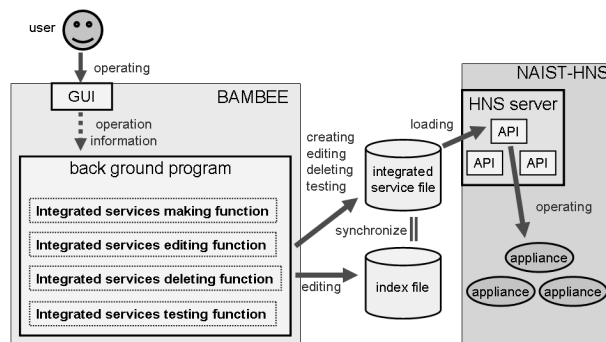 user
operating
GUI
BAMBEE
operation
information
back ground program
Integrated services making function
Integrated services editing function
Integrated services deleting function
Integrated services testing function
creating
editing
deleting
testing
editing
integrated
service file
synchronize
index file
loading
NAIST-HNS
HNS server
API
API
API
operating
appliance
appliance
appliance